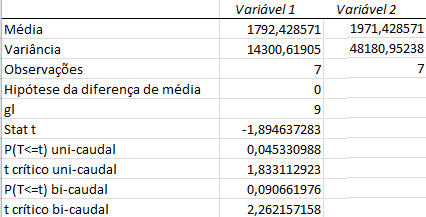 Variável 1 Variável 2
Média 1792,428571 1971,428571
Variância 14300,61905 48180,95238
Observações 7 7
Hipótese da diferença de média 0
gl 9
Stat t -1,894637283
P(T<=t) uni-caudal 0,045330988
t crítico uni-caudal 1,833112923
P(T<=t) bi-caudal 0,090661976
t crítico bi-caudal 2,262157158